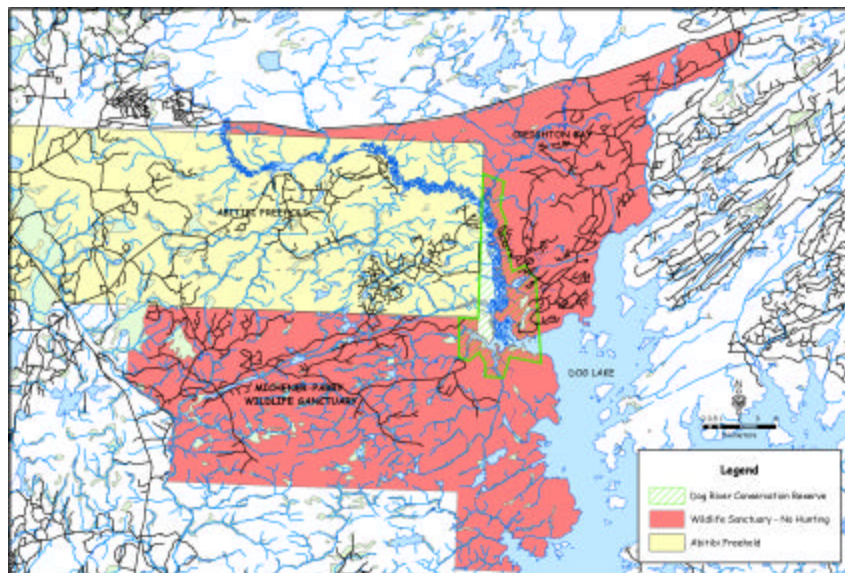 CREIGHTON BAY
ABITIBI FREEHOLD
DOG LAKE
MICHENER-PARRY
WILDLIFE SANCTUARY
N
Kilometers
Legend
Dog River Conservation Reserve
Wildlife Sanctuary - No Hunting
Abitibi Freehold